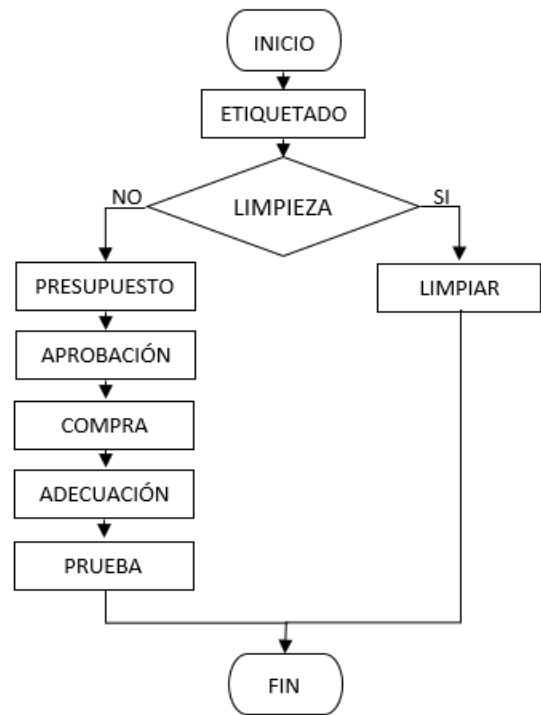 INICIO
ETIQUETADO
NO
LIMPIEZA
SI
PRESUPUESTO
LIMPIAR
APROBACIÓN
COMPRA
ADECUACIÓN
PRUEBA
FIN